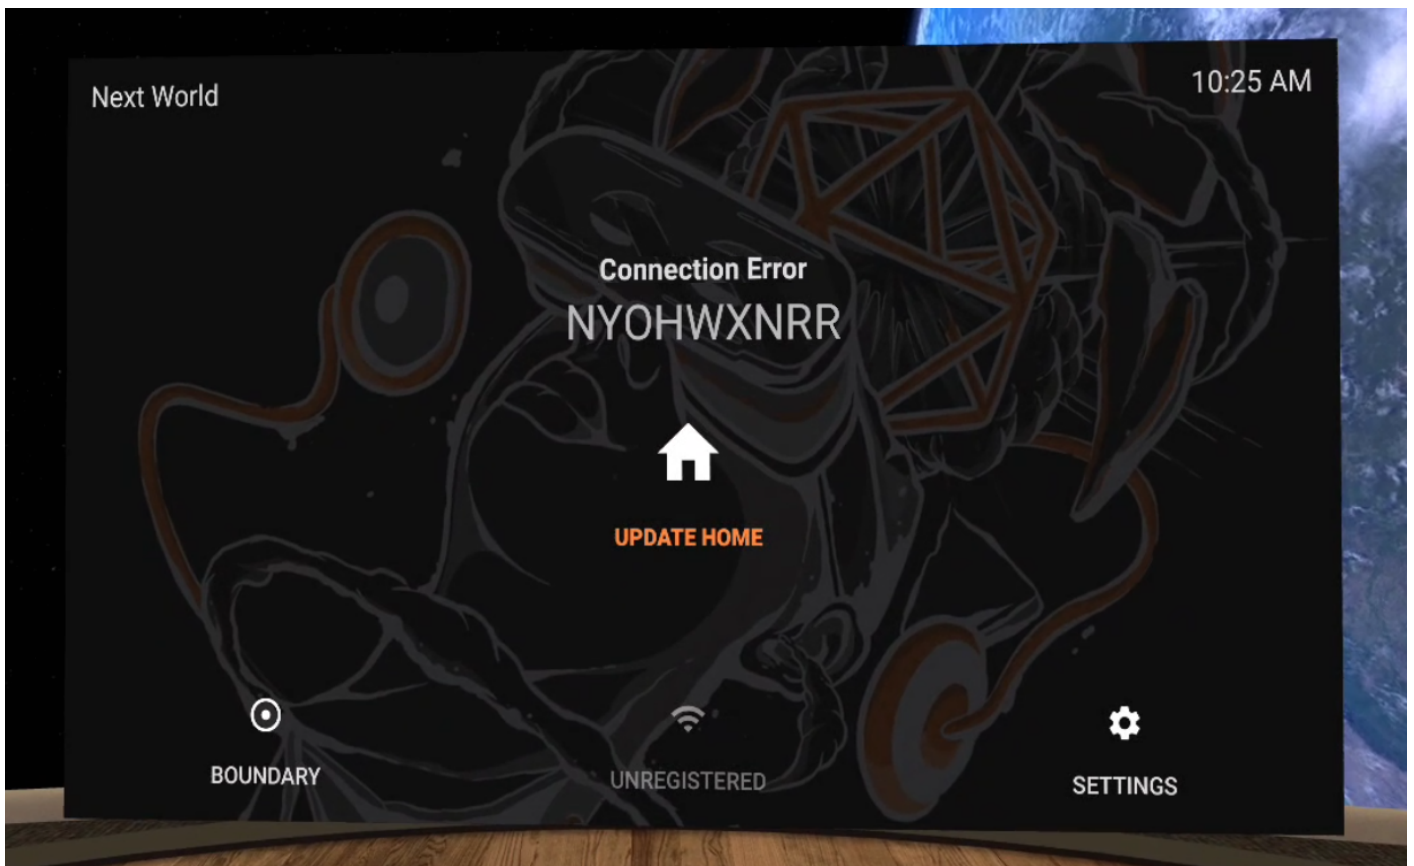 Next World
10:25 AM
Connection Error
NYOHWXNRR
UPDATE HOME
BOUNDARY
UNREGISTERED
SETTINGS